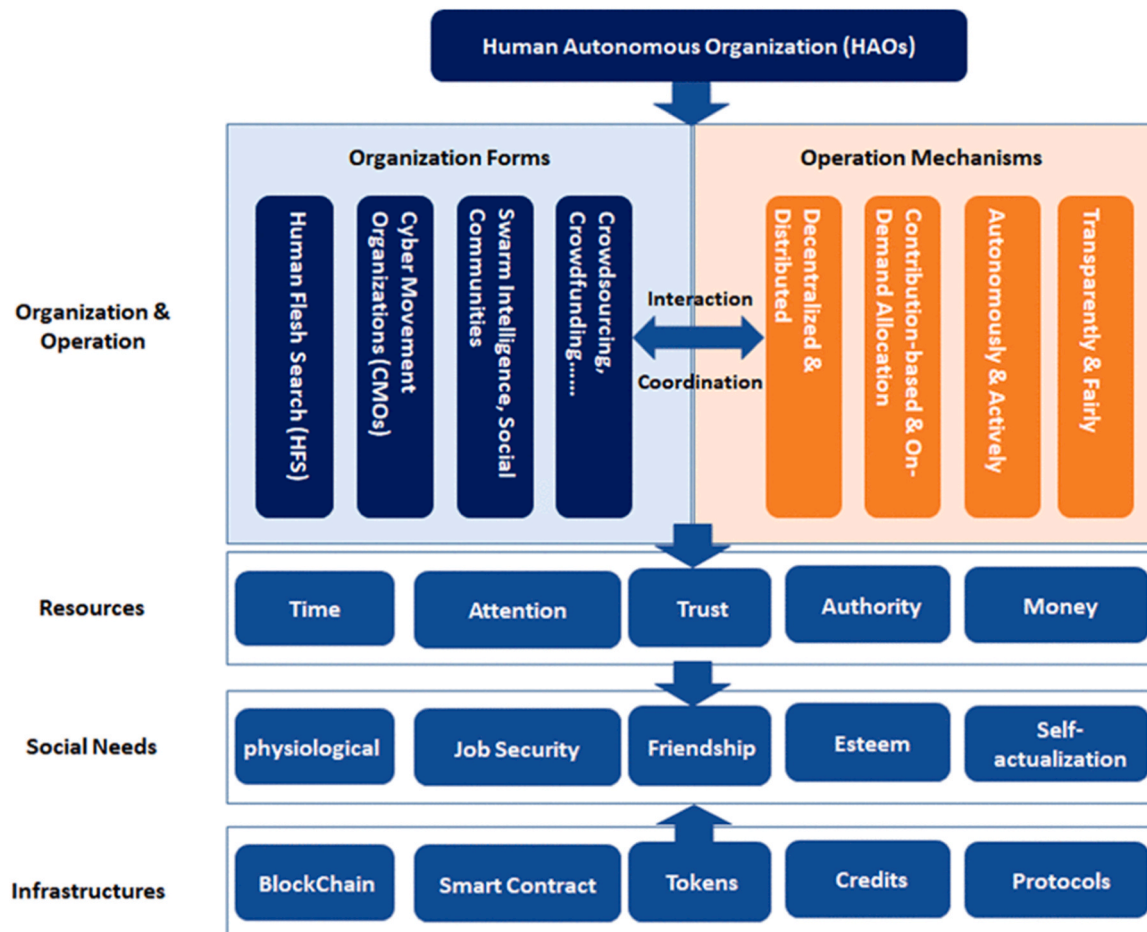 Human Autonomous Organization (HAOs)
Organization Forms
Operation Mechanisms
Organization &
Operation
Human Flesh Search (HFS)
Cyber Movement
Organizations (CMOs)
Swarm Intelligence, Social
Communities
Crowdsourcing,
Crowdfunding......
Interaction
Coordination
Decentralized &
Distributed
Contribution-based & On-
Demand Allocation
Autonomously & Actively
Transparently & Fairly
Resources
Time
Attention
Trust
Authority
Money
Social Needs
physiological
Job Security
Friendship
Esteem
Self-
actualization
Infrastructures
BlockChain
Smart Contract
Tokens
Credits
Protocols